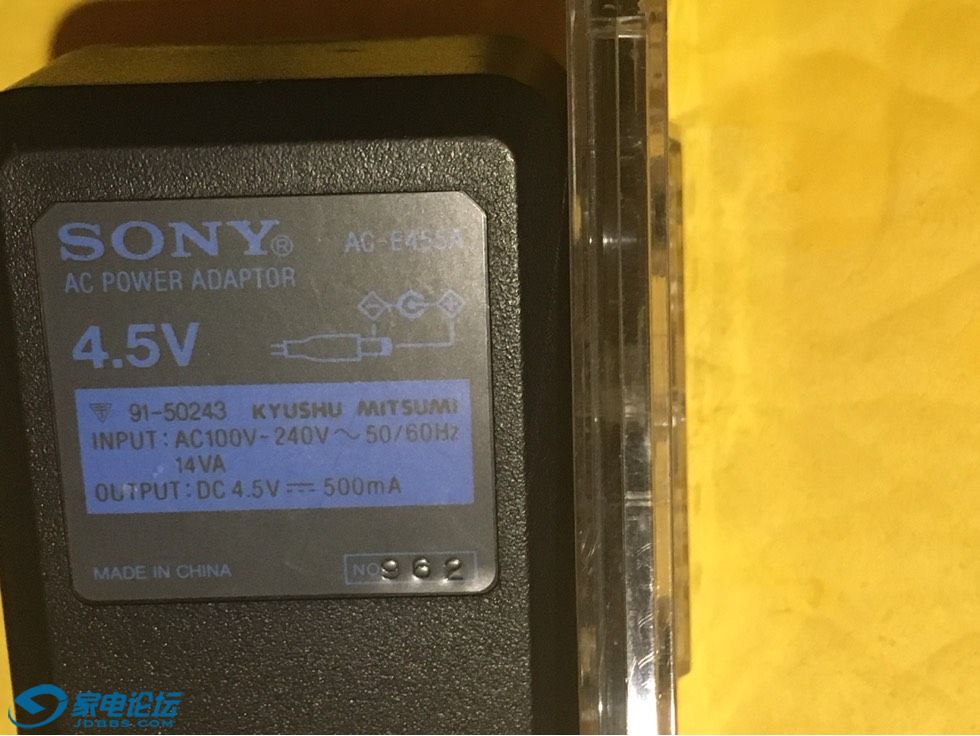 SONY® AC-E455A
AC POWER ADAPTOR
4.5V
91-50243 KYUSHU MITSUMI
INPUT : AC100V-240V～50/60Hz
14VA
OUTPUT : DC 4.5V⎓500mA
MADE IN CHINA NO 962
家电论坛
JDBBS.COM